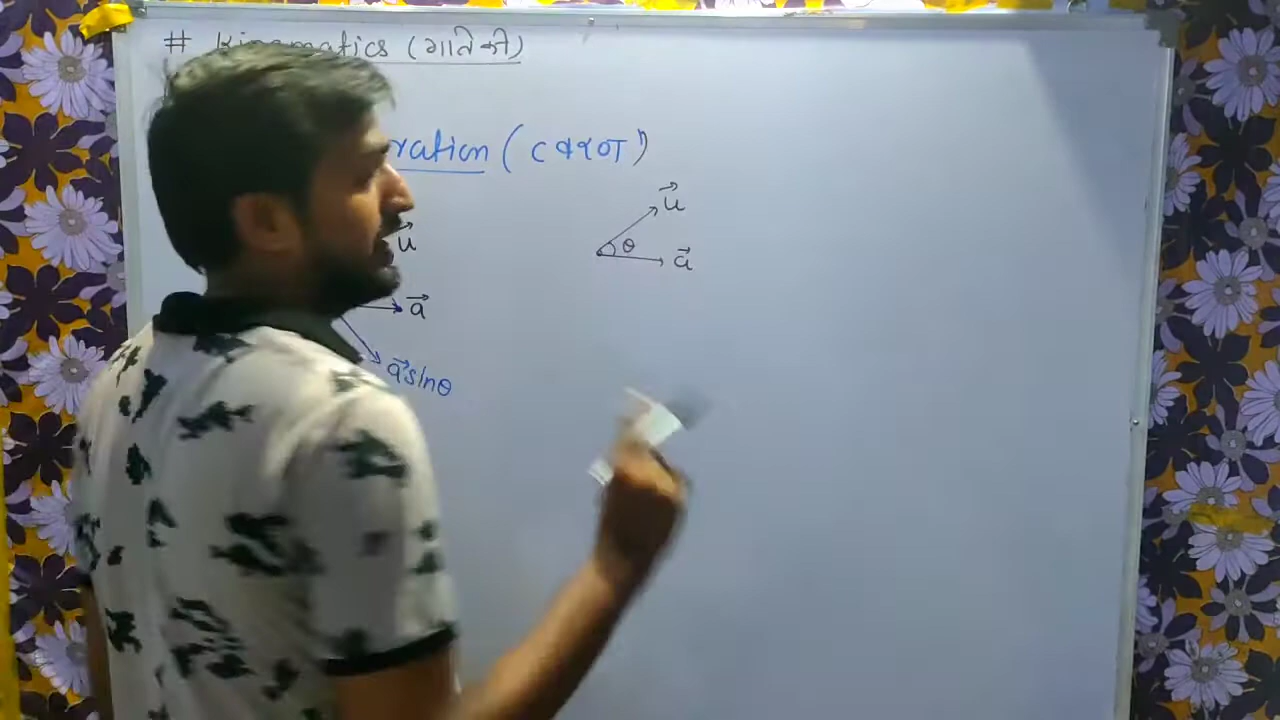 # Kinematics (गतिकी)
ration (त्वरण)
u⃗
θ
a⃗
u⃗
a⃗
a⃗ sinθ